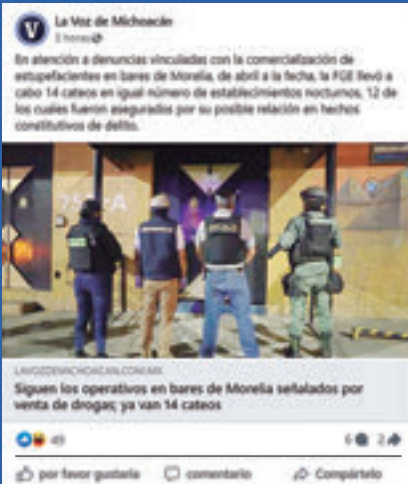 La Voz de Michoacán
3 horas
En atención a denuncias vinculadas con la comercialización de
estupefacientes en bares de Morelia, de abril a la fecha, la FGE llevó a
cabo 14 cateos en igual número de establecimientos nocturnos, 12 de
los cuales fueron asegurados por su posible relación en hechos
constitutivos de delito.
LAVOZDEMICHOACAN.COM.MX
Siguen los operativos en bares de Morelia señalados por
venta de drogas; ya van 14 cateos
49
6 2
por favor gustaría comentario Compártelo